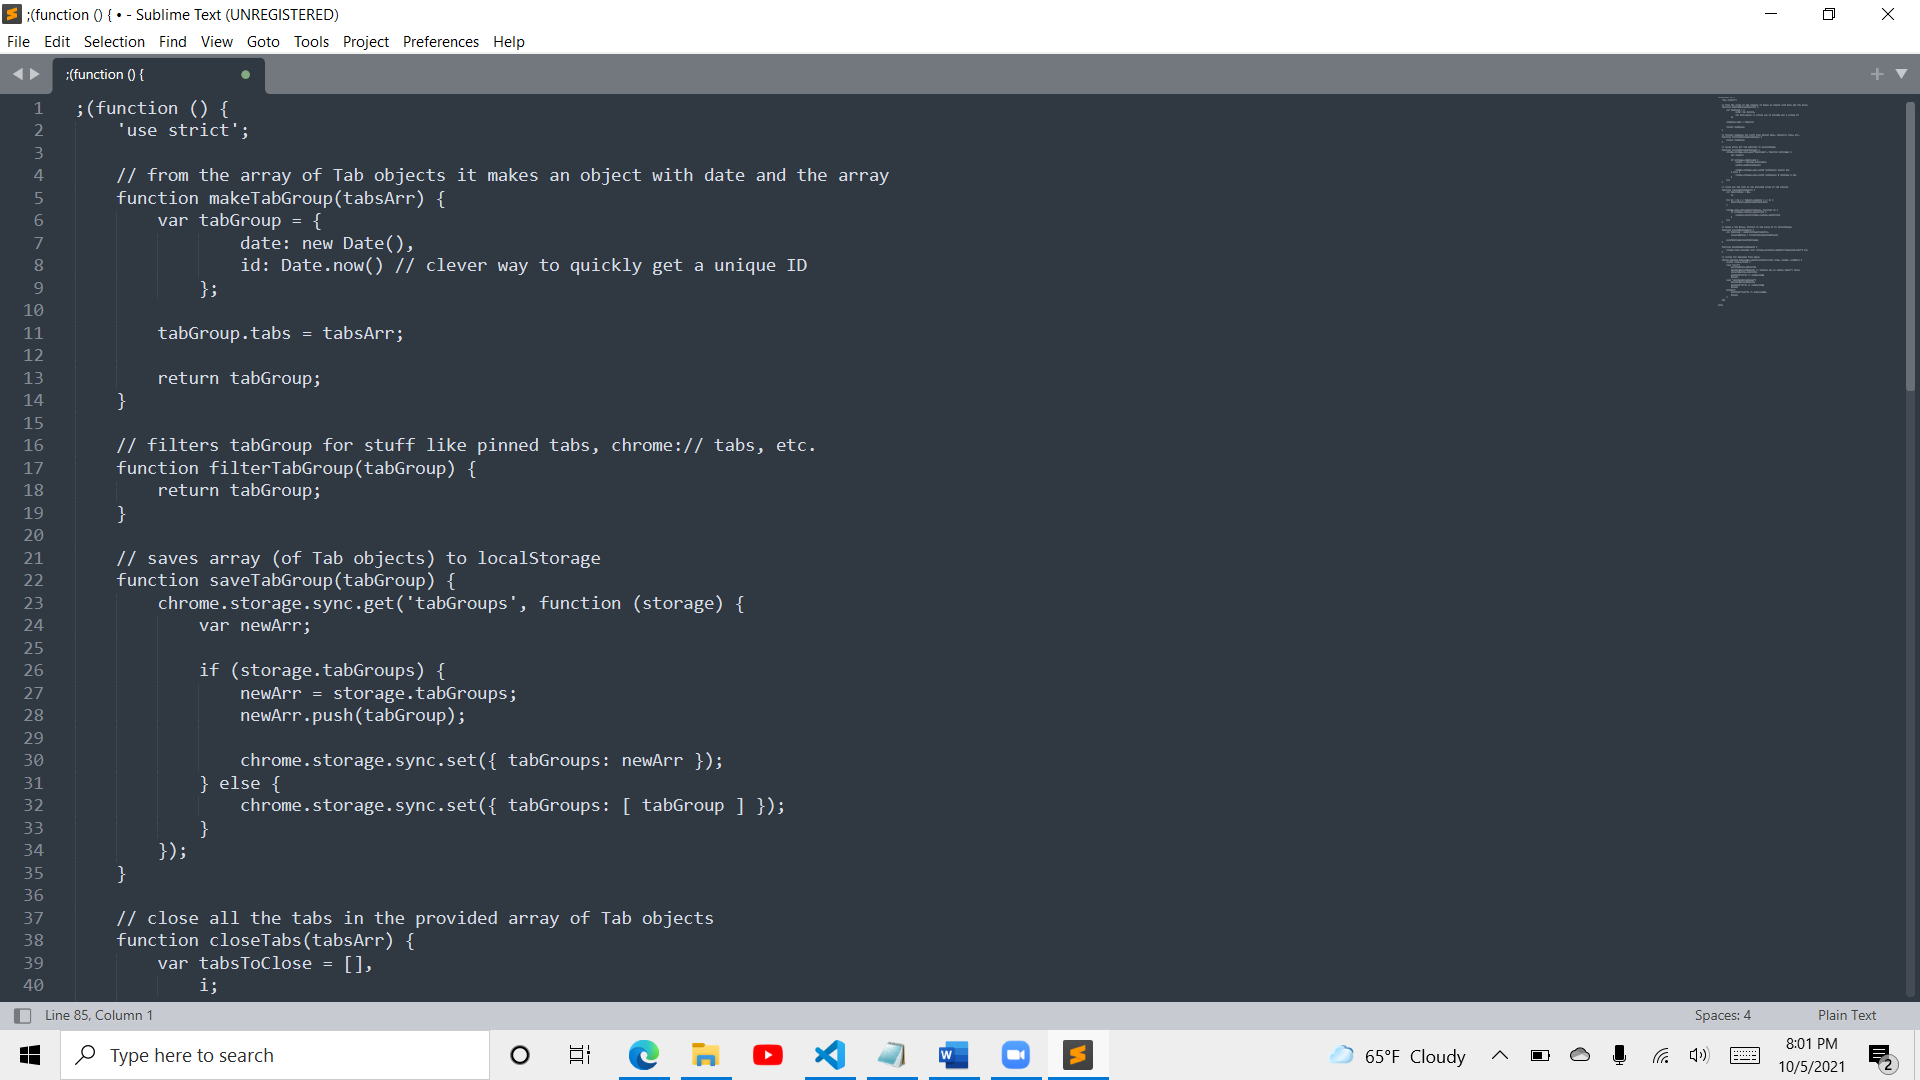 ;(function () { • - Sublime Text (UNREGISTERED)
File Edit Selection Find View Goto Tools Project Preferences Help
;(function () {
1 ;(function () {
2 'use strict';
3
4 // from the array of Tab objects it makes an object with date and the array
5 function makeTabGroup(tabsArr) {
6 var tabGroup = {
7 date: new Date(),
8 id: Date.now() // clever way to quickly get a unique ID
9 };
10
11 tabGroup.tabs = tabsArr;
12
13 return tabGroup;
14 }
15
16 // filters tabGroup for stuff like pinned tabs, chrome:// tabs, etc.
17 function filterTabGroup(tabGroup) {
18 return tabGroup;
19 }
20
21 // saves array (of Tab objects) to localStorage
22 function saveTabGroup(tabGroup) {
23 chrome.storage.sync.get('tabGroups', function (storage) {
24 var newArr;
25
26 if (storage.tabGroups) {
27 newArr = storage.tabGroups;
28 newArr.push(tabGroup);
29
30 chrome.storage.sync.set({ tabGroups: newArr });
31 } else {
32 chrome.storage.sync.set({ tabGroups: [ tabGroup ] });
33 }
34 });
35 }
36
37 // close all the tabs in the provided array of Tab objects
38 function closeTabs(tabsArr) {
39 var tabsToClose = [],
40 i;
Line 85, Column 1
Spaces: 4
Plain Text
Type here to search
65°F Cloudy
8:01 PM
10/5/2021
2